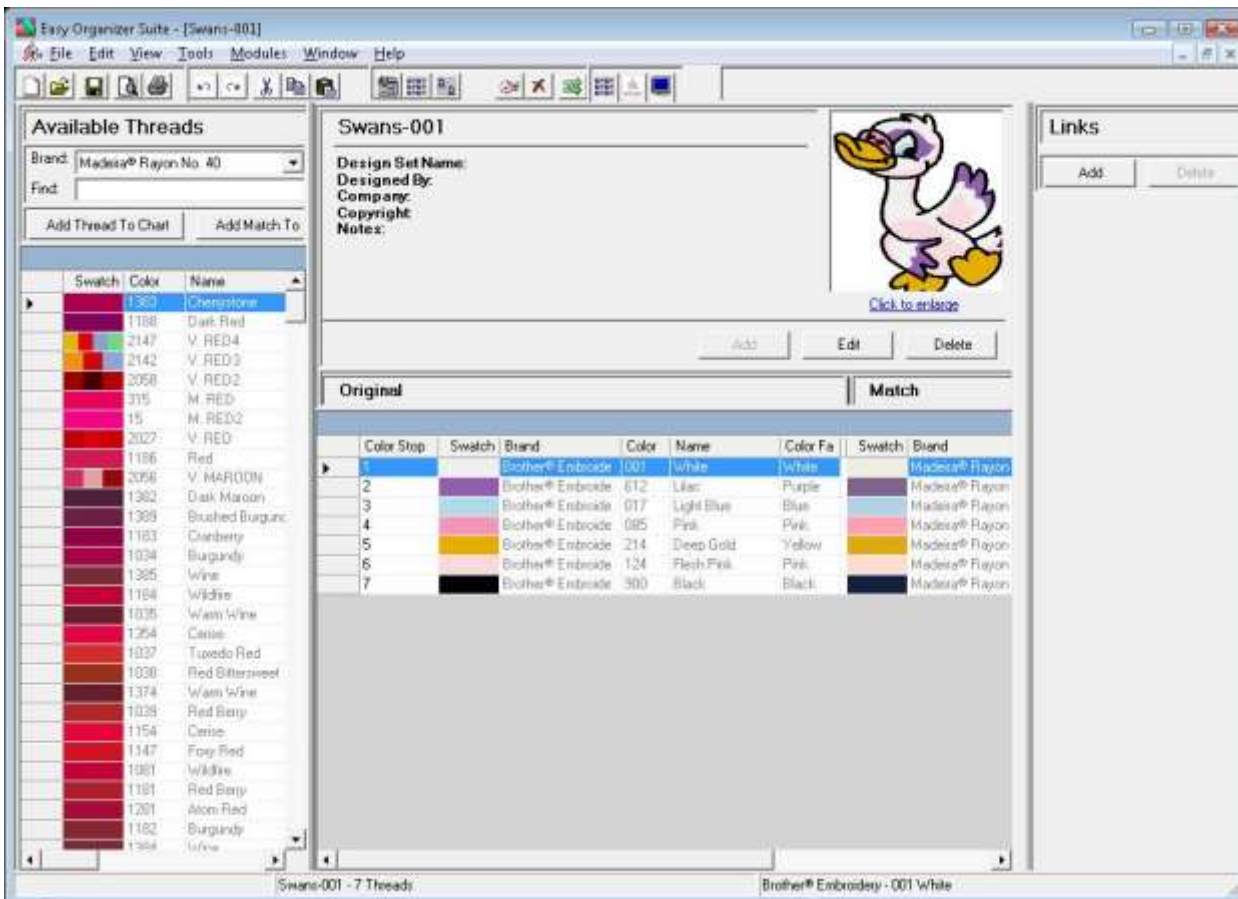 Easy Organizer Suite - [Swans-001]
File Edit View Tools Modules Window Help
Available Threads
Brand: Madeira® Rayon No. 40
Find:
Add Thread To Chart Add Match To
Swatch Color Name
1383 Cherrystone
1188 Dark Red
2147 V. RED4
2142 V. RED3
2058 V. RED2
315 M. RED
15 M. RED2
2027 V. RED
1186 Red
2056 V. MAROON
1382 Dark Maroon
1389 Brushed Burgunc
1183 Cranberry
1034 Burgundy
1385 Wine
1184 Wildfire
1035 Warm Wine
1354 Cerise
1037 Tuxedo Red
1038 Red Bittersweet
1374 Warm Wine
1039 Red Berry
1154 Cerise
1147 Foxy Red
1081 Wildfire
1181 Red Berry
1281 Atom Red
1182 Burgundy
1384 Wine
Swans-001
Design Set Name:
Designed By:
Company:
Copyright:
Notes:
Click to enlarge
Add Edit Delete
Original Match
Color Stop Swatch Brand Color Name Color Fa Swatch Brand
1 Brother® Embroide 001 White White Madeira® Rayon
2 Brother® Embroide 612 Lilac Purple Madeira® Rayon
3 Brother® Embroide 017 Light Blue Blue Madeira® Rayon
4 Brother® Embroide 085 Pink Pink Madeira® Rayon
5 Brother® Embroide 214 Deep Gold Yellow Madeira® Rayon
6 Brother® Embroide 124 Flesh Pink Pink Madeira® Rayon
7 Brother® Embroide 900 Black Black Madeira® Rayon
Links
Add Delete
Swans-001 - 7 Threads
Brother® Embroidery - 001 White